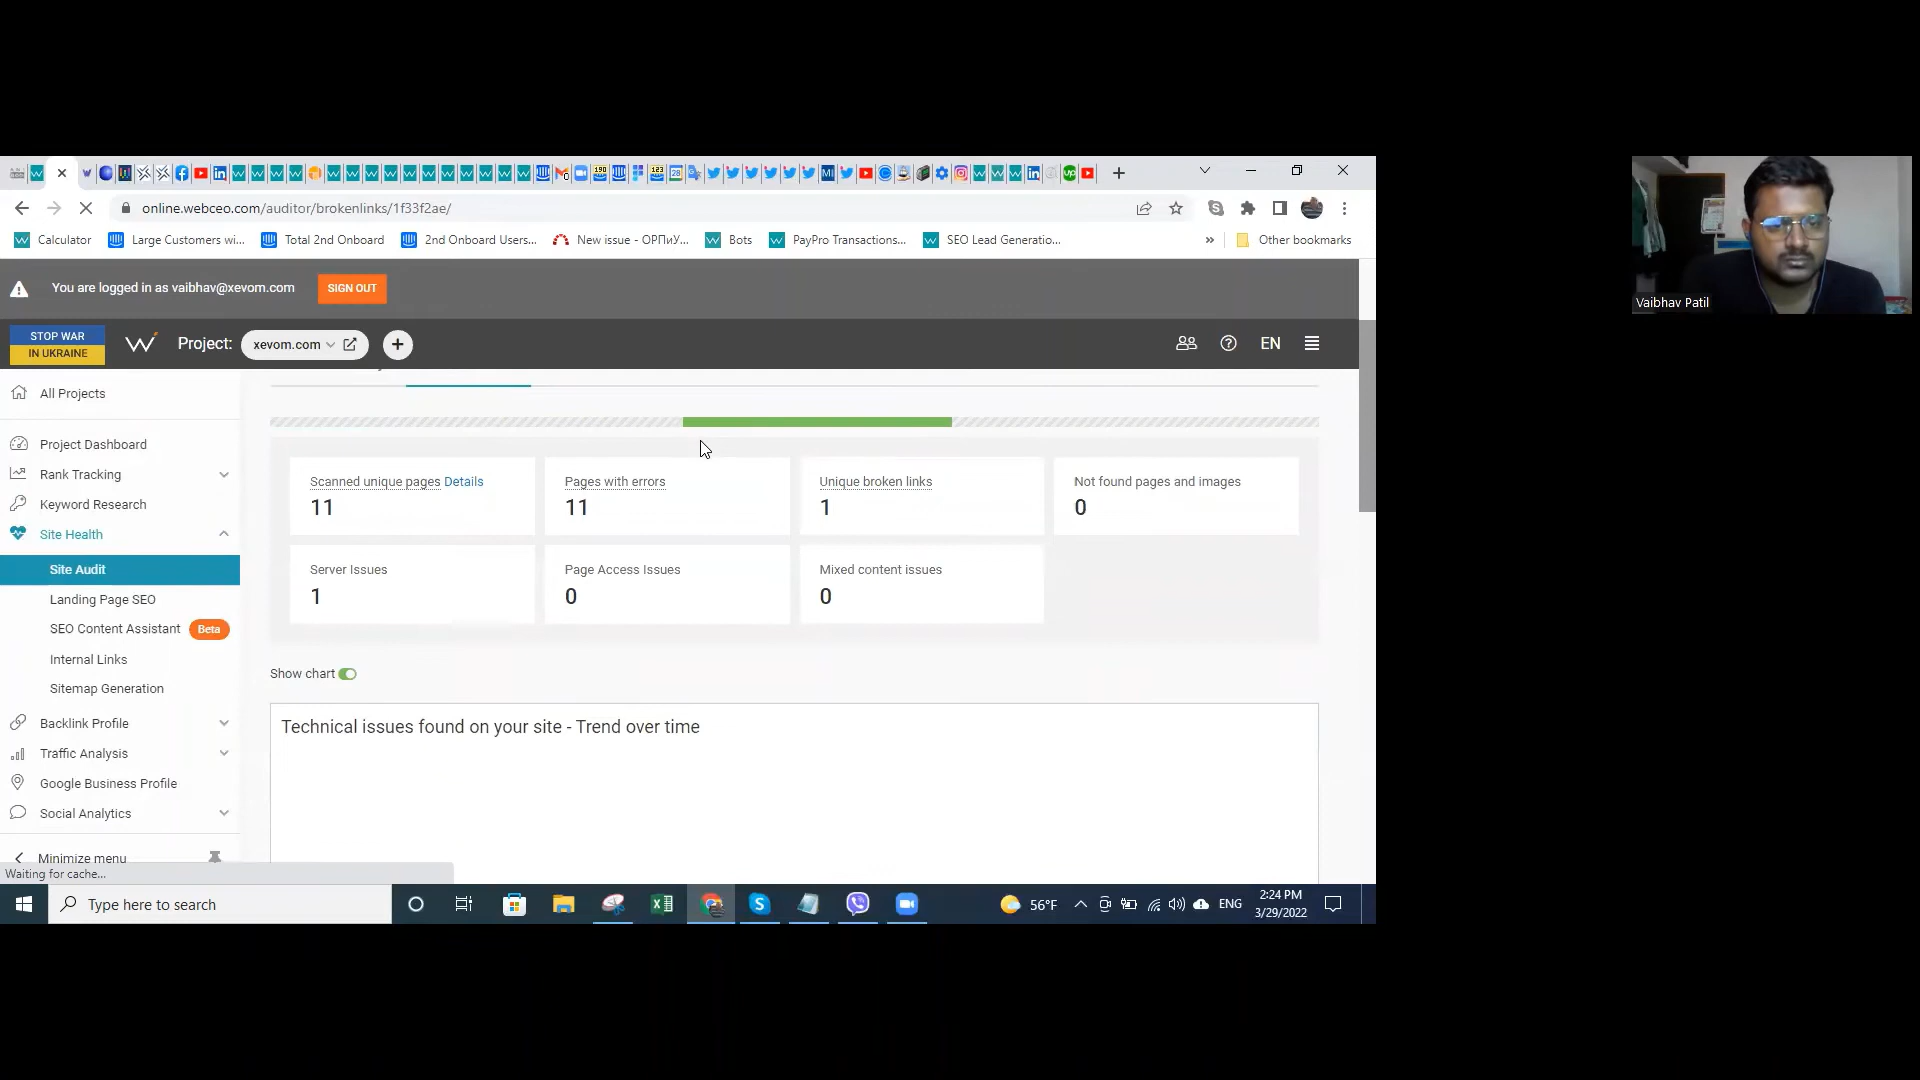 online.webceo.com/auditor/brokenlinks/1f33f2ae/
Calculator
Large Customers wi...
Total 2nd Onboard
2nd Onboard Users...
New issue - ОРПиУ...
Bots
PayPro Transactions...
SEO Lead Generatio...
»
Other bookmarks
You are logged in as vaibhav@xevom.com
SIGN OUT
Vaibhav Patil
STOP WAR
IN UKRAINE
Project:
xevom.com
EN
All Projects
Project Dashboard
Rank Tracking
Keyword Research
Site Health
Site Audit
Landing Page SEO
SEO Content Assistant Beta
Internal Links
Sitemap Generation
Backlink Profile
Traffic Analysis
Google Business Profile
Social Analytics
Minimize menu
Scanned unique pages Details
11
Pages with errors
11
Unique broken links
1
Not found pages and images
0
Server Issues
1
Page Access Issues
0
Mixed content issues
0
Show chart
Technical issues found on your site - Trend over time
Waiting for cache...
Type here to search
56°F
ENG
2:24 PM
3/29/2022